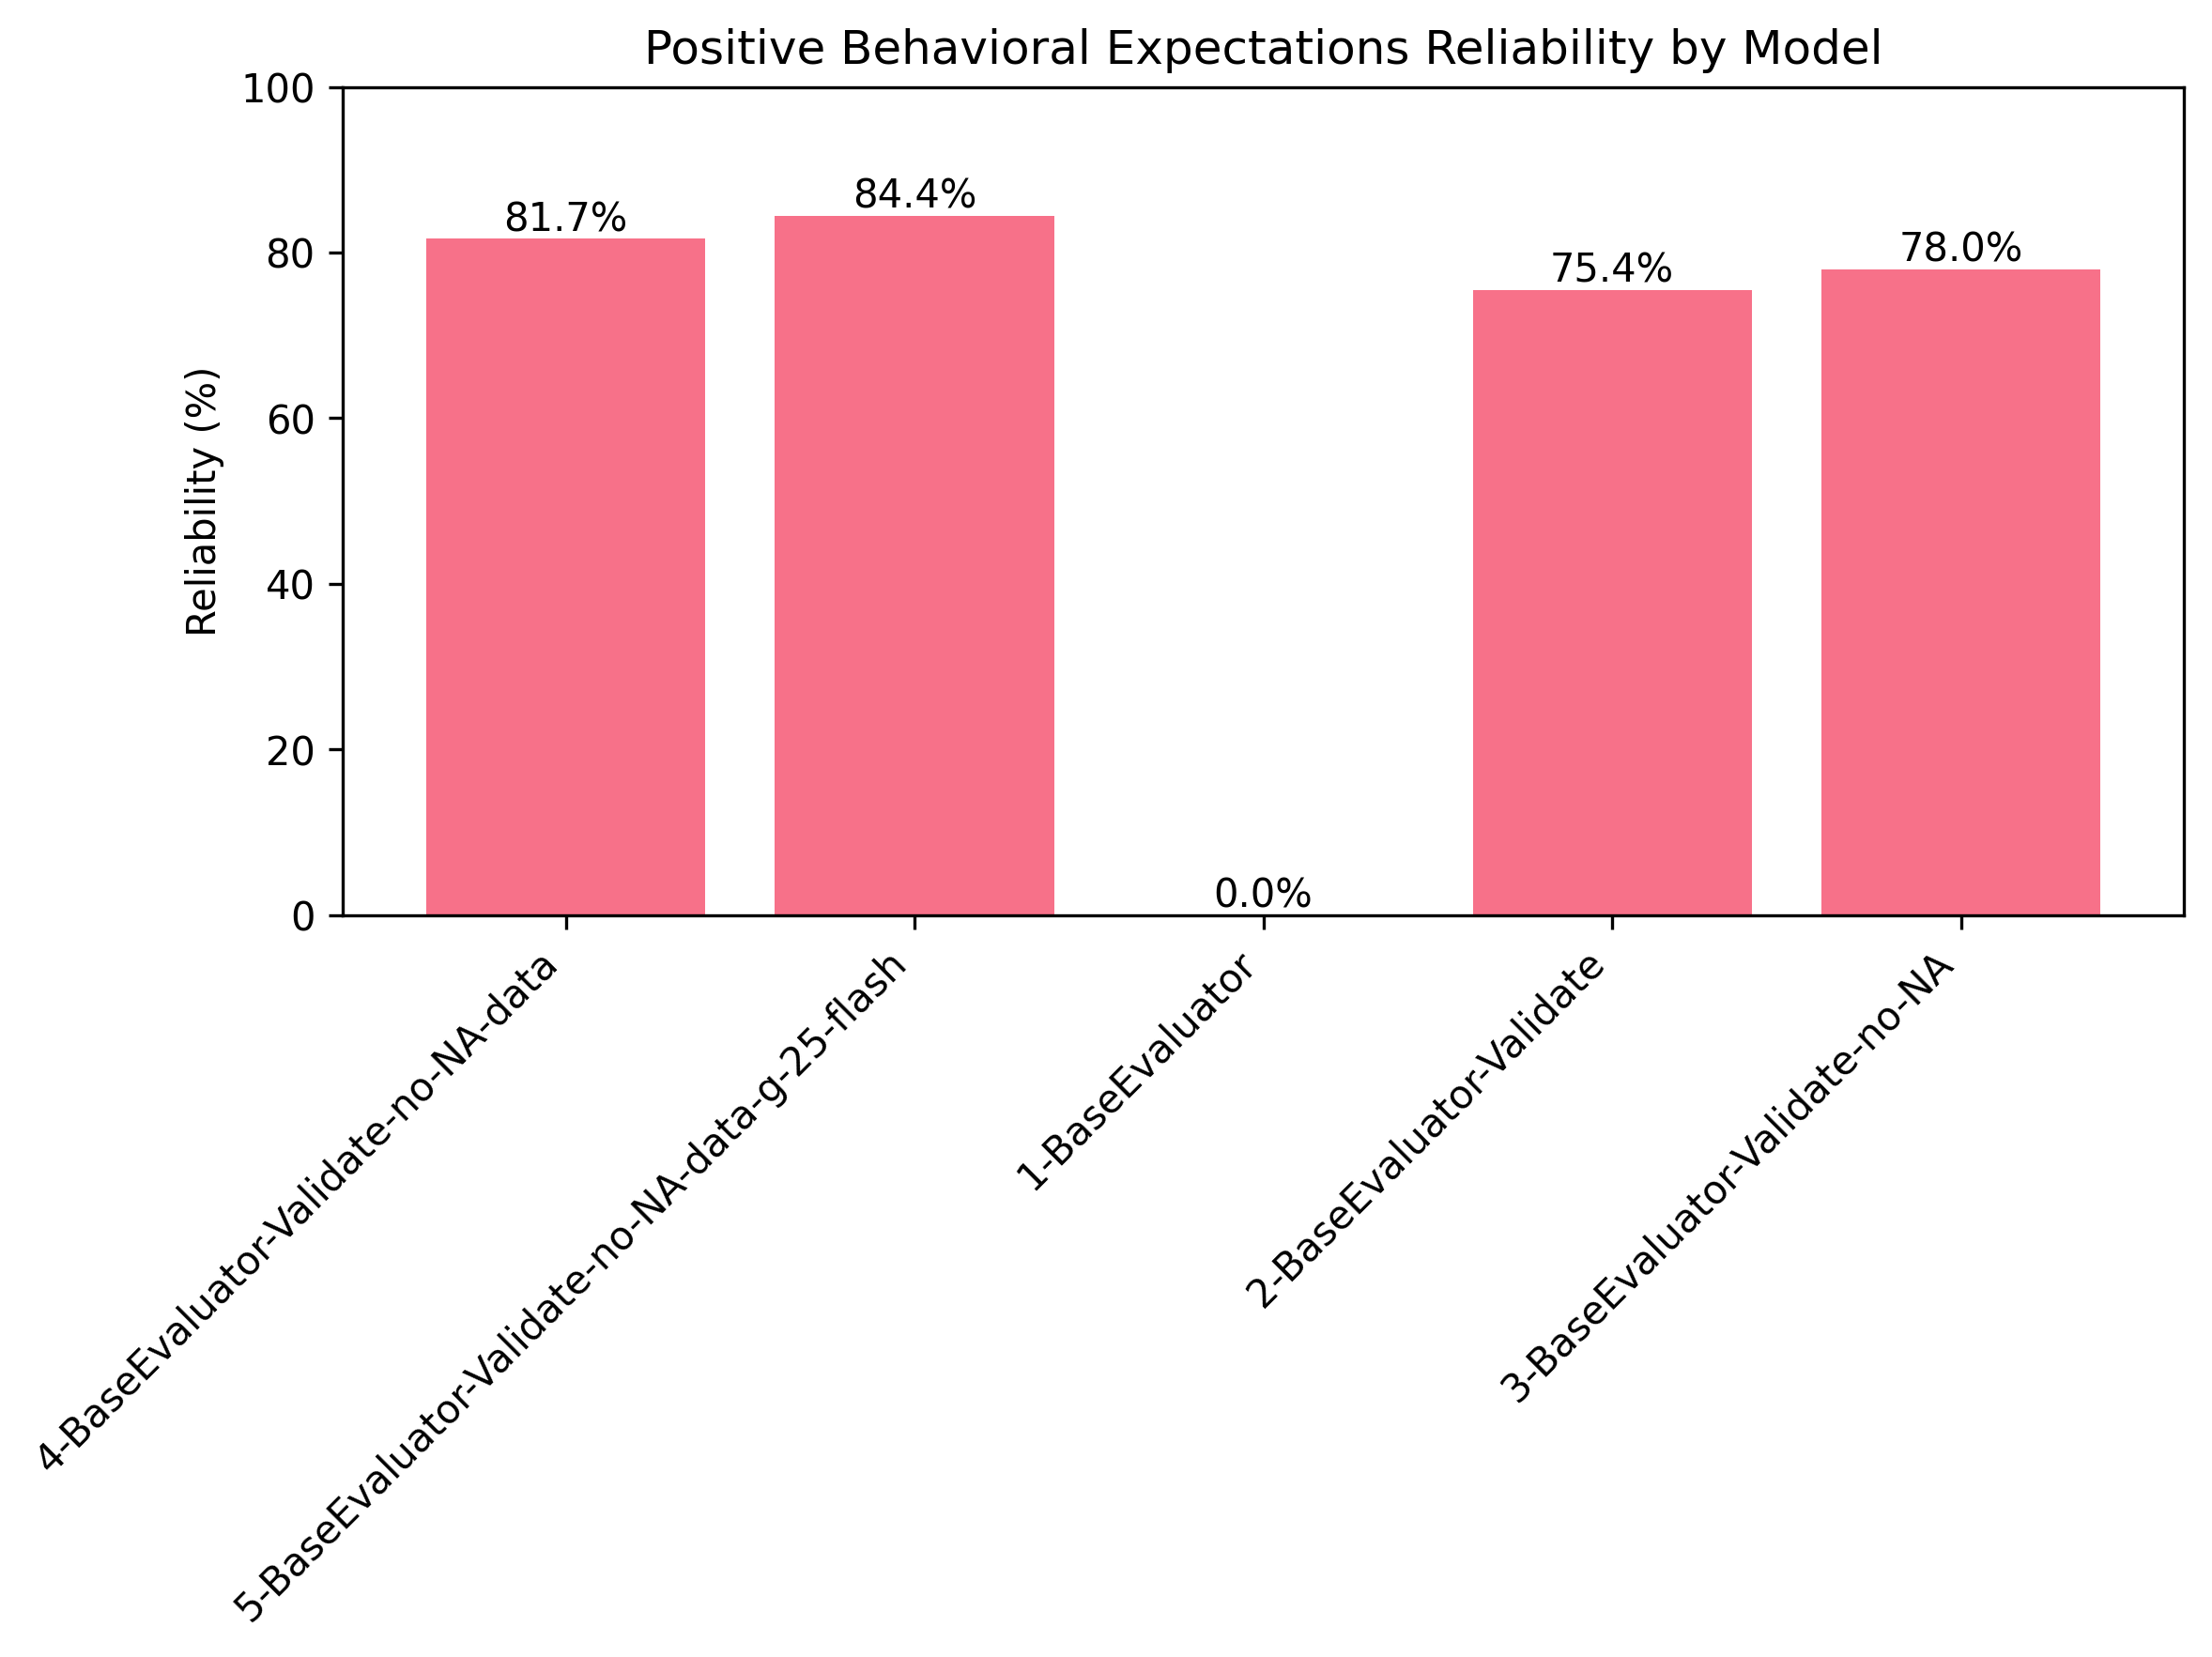 Positive Behavioral Expectations Reliability by Model
Reliability (%)
100
80
60
40
20
0
81.7%
84.4%
0.0%
75.4%
78.0%
4-BaseEvaluator-Validate-no-NA-data
5-BaseEvaluator-Validate-no-NA-data-g-25-flash
1-BaseEvaluator
2-BaseEvaluator-Validate
3-BaseEvaluator-Validate-no-NA